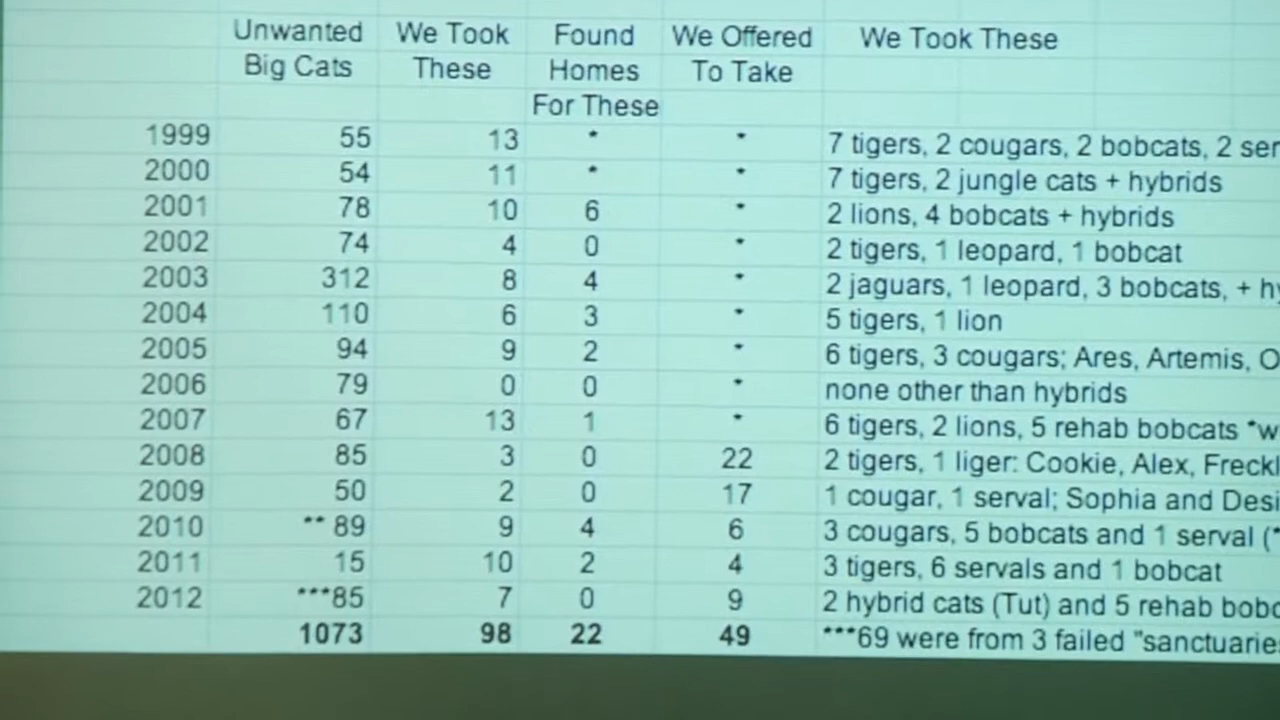 Unwanted We Took Found We Offered We Took These
Big Cats These Homes To Take
For These
1999 55 13 * * 7 tigers, 2 cougars, 2 bobcats, 2
2000 54 11 * * 7 tigers, 2 jungle cats + hybrids
2001 78 10 6 * 2 lions, 4 bobcats + hybrids
2002 74 4 0 * 2 tigers, 1 leopard, 1 bobcat
2003 312 8 4 * 2 jaguars, 1 leopard, 3 bobcats, +
2004 110 6 3 * 5 tigers, 1 lion
2005 94 9 2 * 6 tigers, 3 cougars; Ares, Artemis,
2006 79 0 0 * none other than hybrids
2007 67 13 1 * 6 tigers, 2 lions, 5 rehab bobcats
2008 85 3 0 22 2 tigers, 1 liger: Cookie, Alex,
2009 50 2 0 17 1 cougar, 1 serval; Sophia and
2010 ** 89 9 4 6 3 cougars, 5 bobcats and 1 serval (*
2011 15 10 2 4 3 tigers, 6 servals and 1 bobcat
2012 ***85 7 0 9 2 hybrid cats (Tut) and 5 rehab
1073 98 22 49 ***69 were from 3 failed